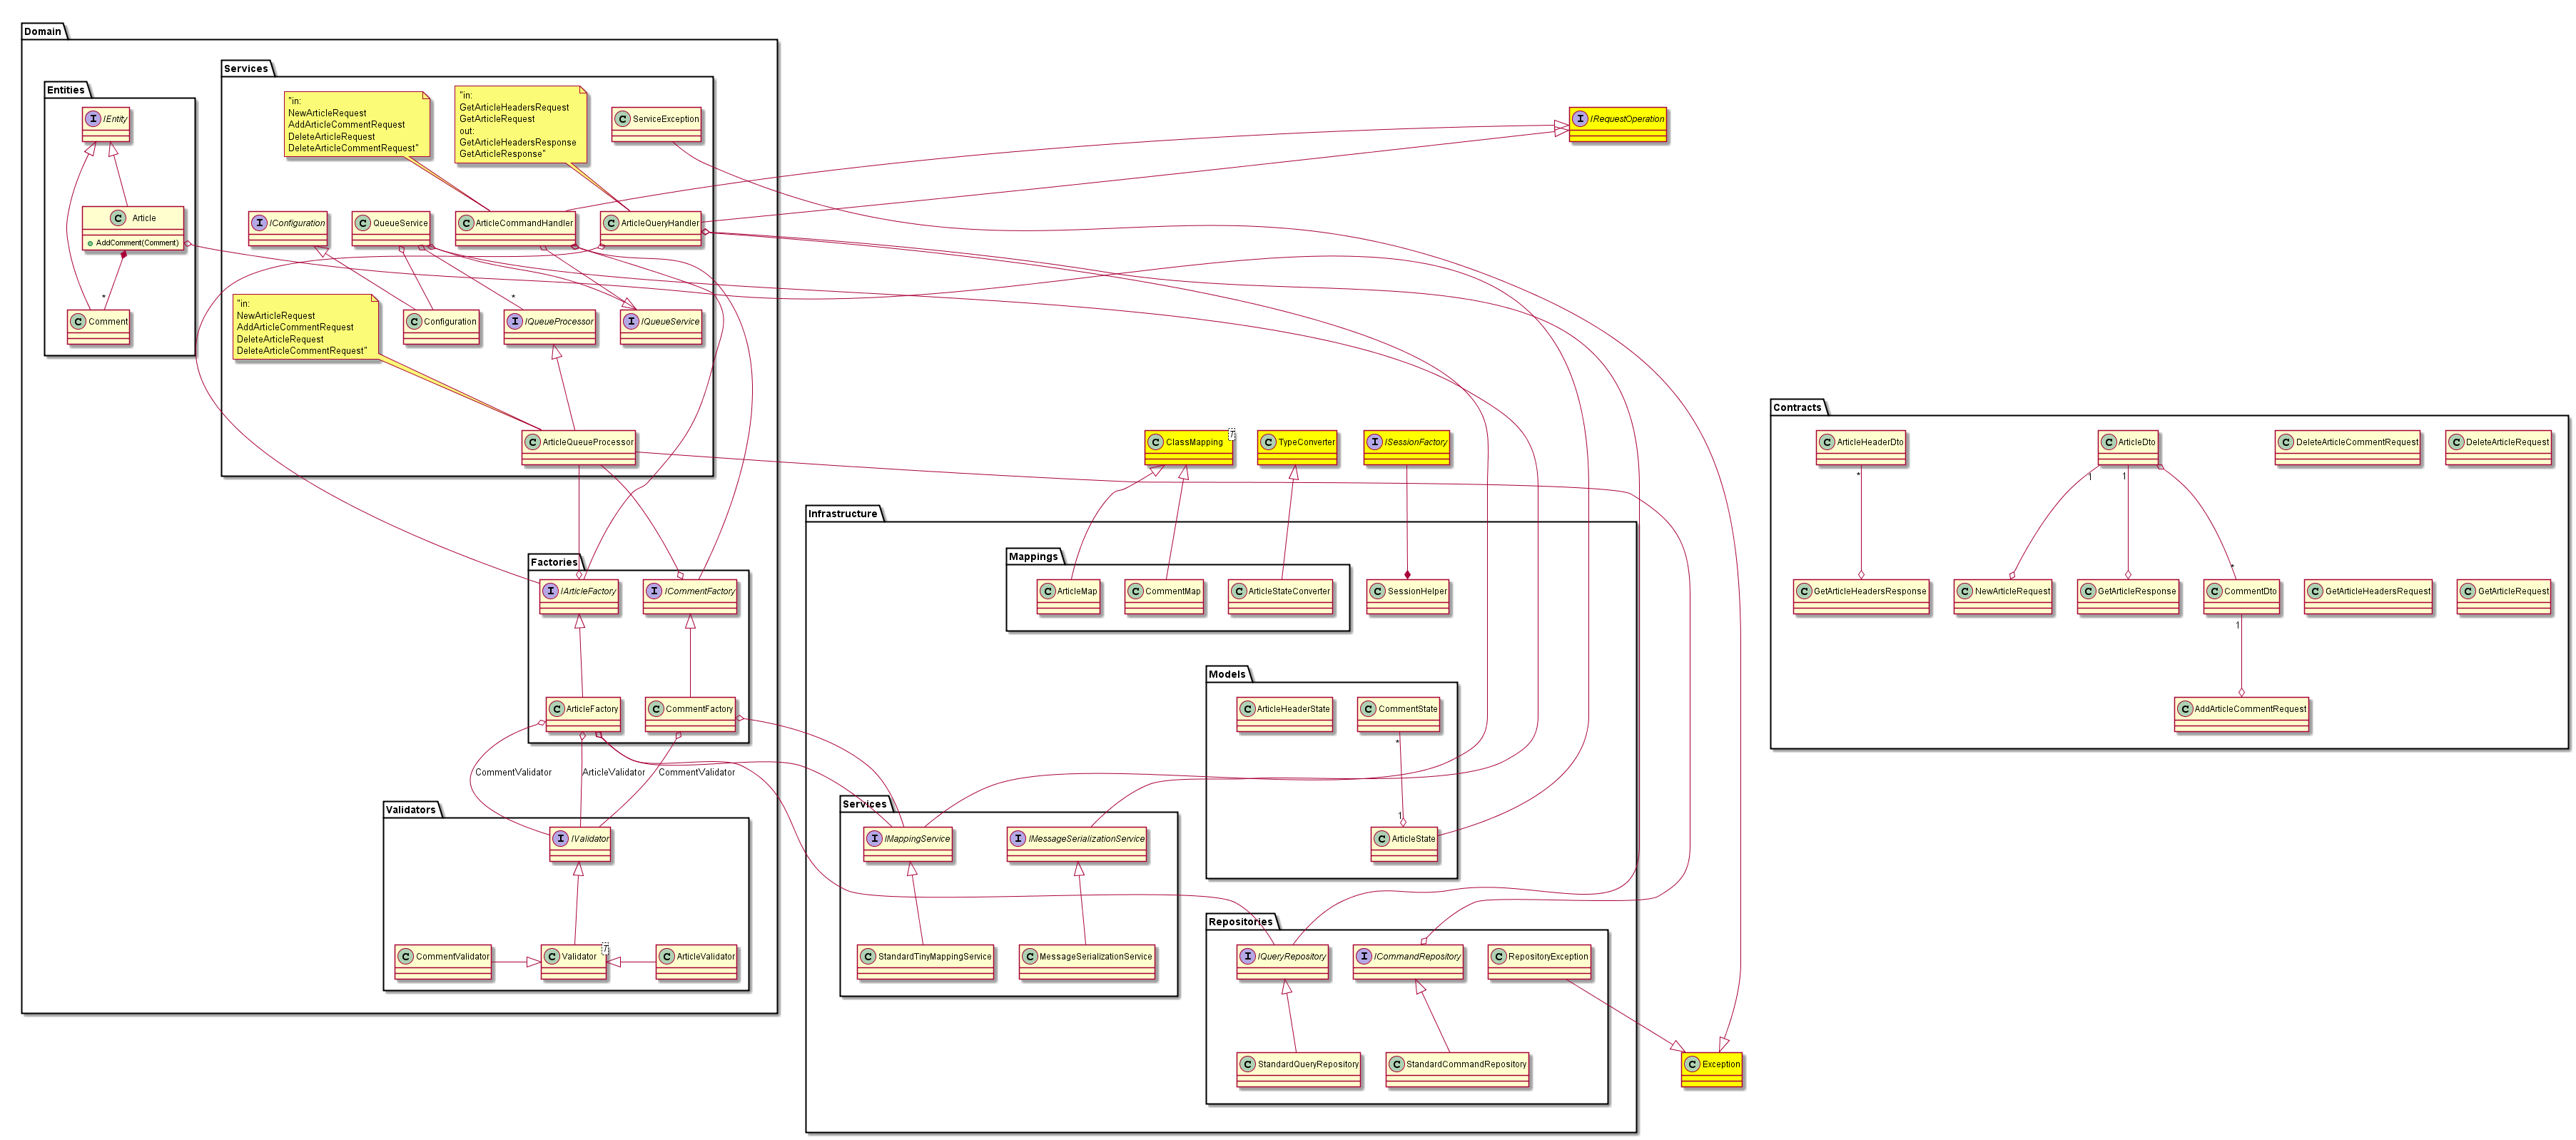 Domain
Services
Entities
"in:
NewArticleRequest
AddArticleCommentRequest
DeleteArticleRequest
DeleteArticleCommentRequest"
"in:
GetArticleHeadersRequest
GetArticleRequest
out:
GetArticleHeadersResponse
GetArticleResponse"
C ServiceException
I IRequestOperation
I IEntity
C Article
AddComment(Comment)
I IConfiguration
C QueueService
C ArticleCommandHandler
C ArticleQueryHandler
"in:
NewArticleRequest
AddArticleCommentRequest
DeleteArticleRequest
DeleteArticleCommentRequest"
*
*
C Comment
C Configuration
I IQueueProcessor
I IQueueService
C ArticleQueueProcessor
C ClassMapping T
C TypeConverter
I ISessionFactory
Contracts
C ArticleHeaderDto
C ArticleDto
C DeleteArticleCommentRequest
C DeleteArticleRequest
*
1
1
Infrastructure
Mappings
Factories
*
I IArticleFactory
I ICommentFactory
C ArticleMap
C CommentMap
C ArticleStateConverter
C SessionHelper
C GetArticleHeadersResponse
C NewArticleRequest
C GetArticleResponse
C CommentDto
C GetArticleHeadersRequest
C GetArticleRequest
1
Models
C ArticleFactory
C CommentFactory
C ArticleHeaderState
C CommentState
C AddArticleCommentRequest
*
CommentValidator
ArticleValidator
CommentValidator
Validators
Services
1
I IValidator
I IMappingService
I IMessageSerializationService
C ArticleState
Repositories
C CommentValidator
C Validator T
C ArticleValidator
C StandardTinyMappingService
C MessageSerializationService
I IQueryRepository
I ICommandRepository
C RepositoryException
C StandardQueryRepository
C StandardCommandRepository
C Exception